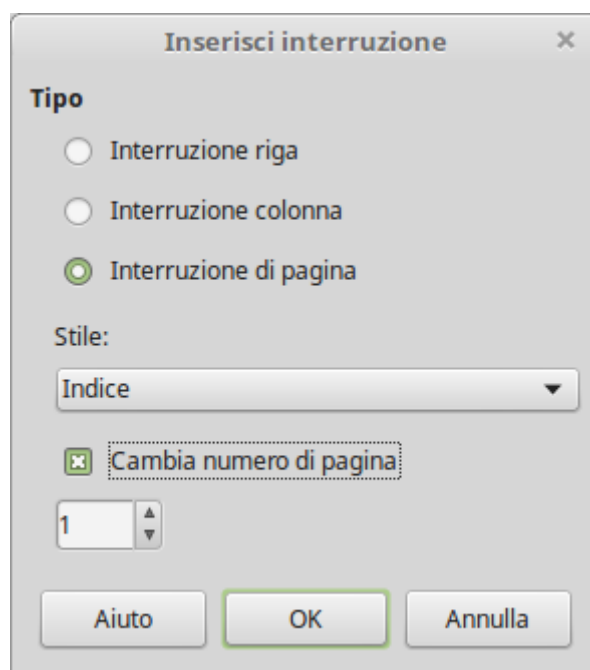 Inserisci interruzione
Tipo
Interruzione riga
Interruzione colonna
Interruzione di pagina
Stile:
Indice
Cambia numero di pagina
1
Aiuto OK Annulla